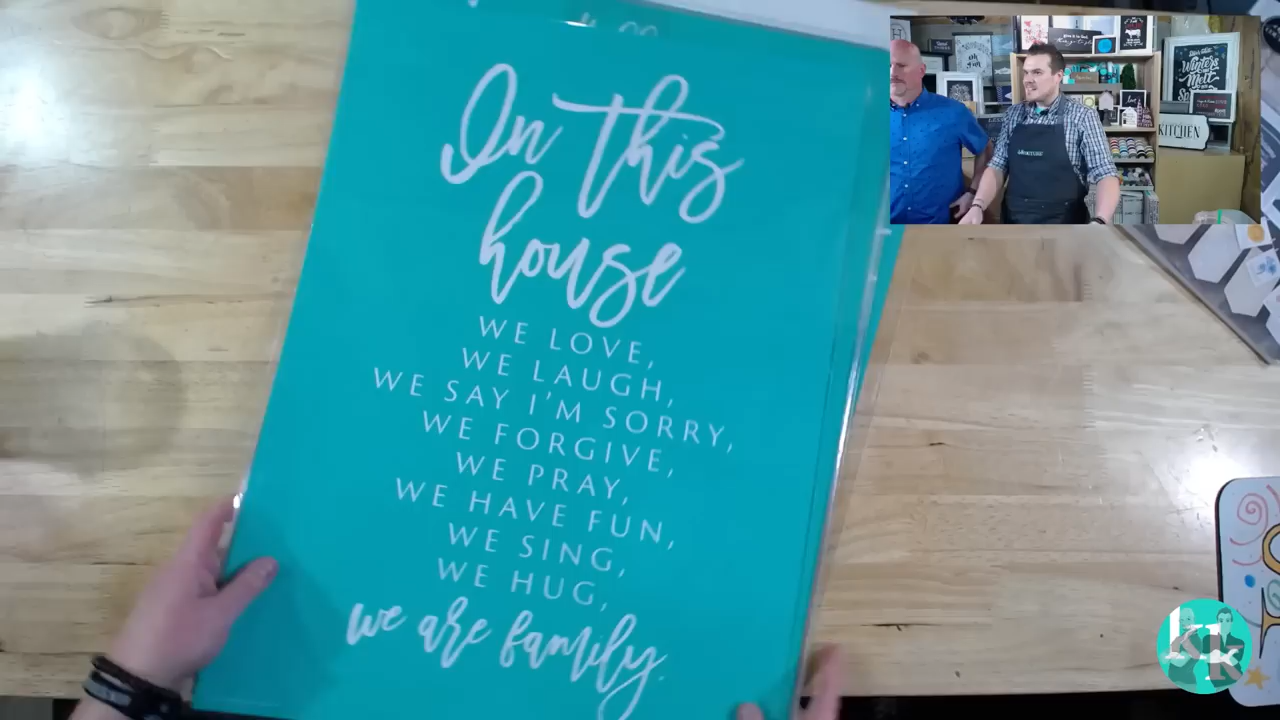 In this
house
WE LOVE,
WE LAUGH,
WE SAY I'M SORRY,
WE FORGIVE,
WE PRAY,
WE HAVE FUN,
WE SING,
WE HUG,
we are family.
KITCHEN
K
K